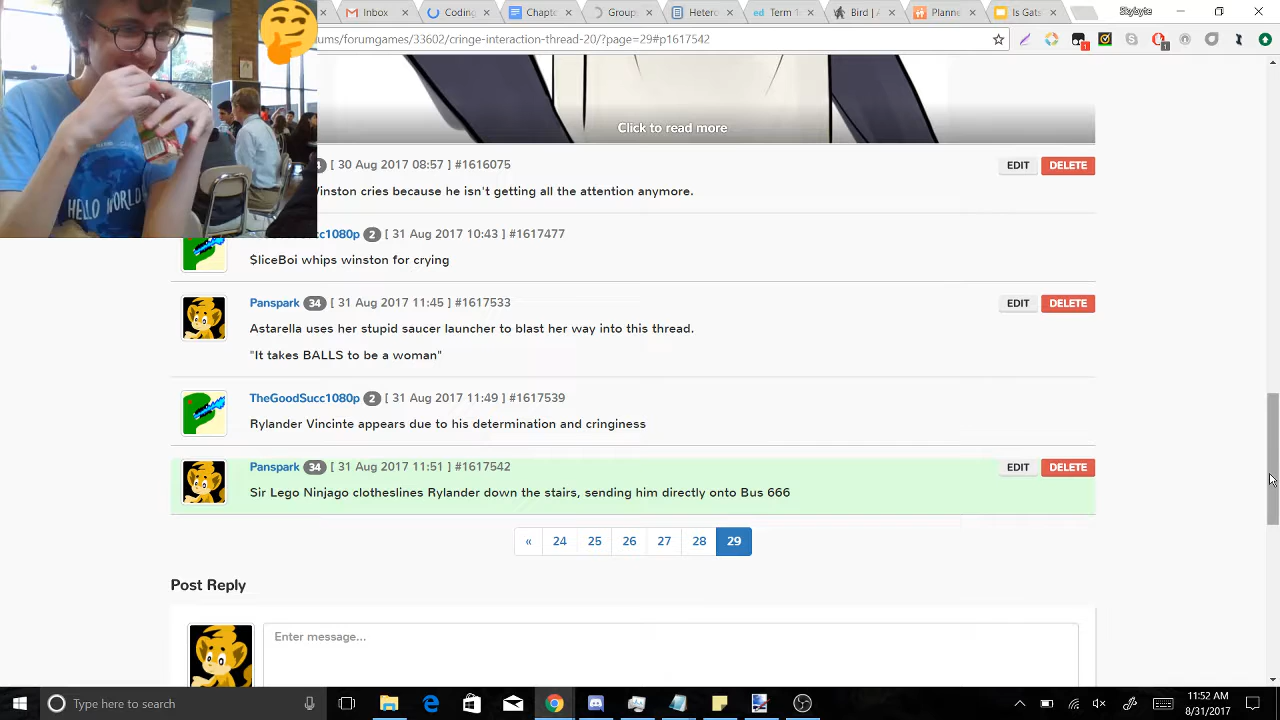 Inbox
Coding
Chapte
Group
Hetero
ed
Term 1
Bird | A
Planne
Is Gats
Skylyte
ums/forumgames/33602/cringe-interaction-thread-20/?page=29#p1617542
HELLO WORLD
Click to read more
[ 30 Aug 2017 08:57 ] #1616075
EDIT
DELETE
inston cries because he isn't getting all the attention anymore.
cc1080p 2 [ 31 Aug 2017 10:43 ] #1617477
$liceBoi whips winston for crying
Panspark 34 [ 31 Aug 2017 11:45 ] #1617533
EDIT
DELETE
Astarella uses her stupid saucer launcher to blast her way into this thread.
"It takes BALLS to be a woman"
TheGoodSucc1080p 2 [ 31 Aug 2017 11:49 ] #1617539
Rylander Vincinte appears due to his determination and cringiness
Panspark 34 [ 31 Aug 2017 11:51 ] #1617542
EDIT
DELETE
Sir Lego Ninjago clotheslines Rylander down the stairs, sending him directly onto Bus 666
« 24 25 26 27 28 29
Post Reply
Enter message...
Type here to search
11:52 AM
8/31/2017